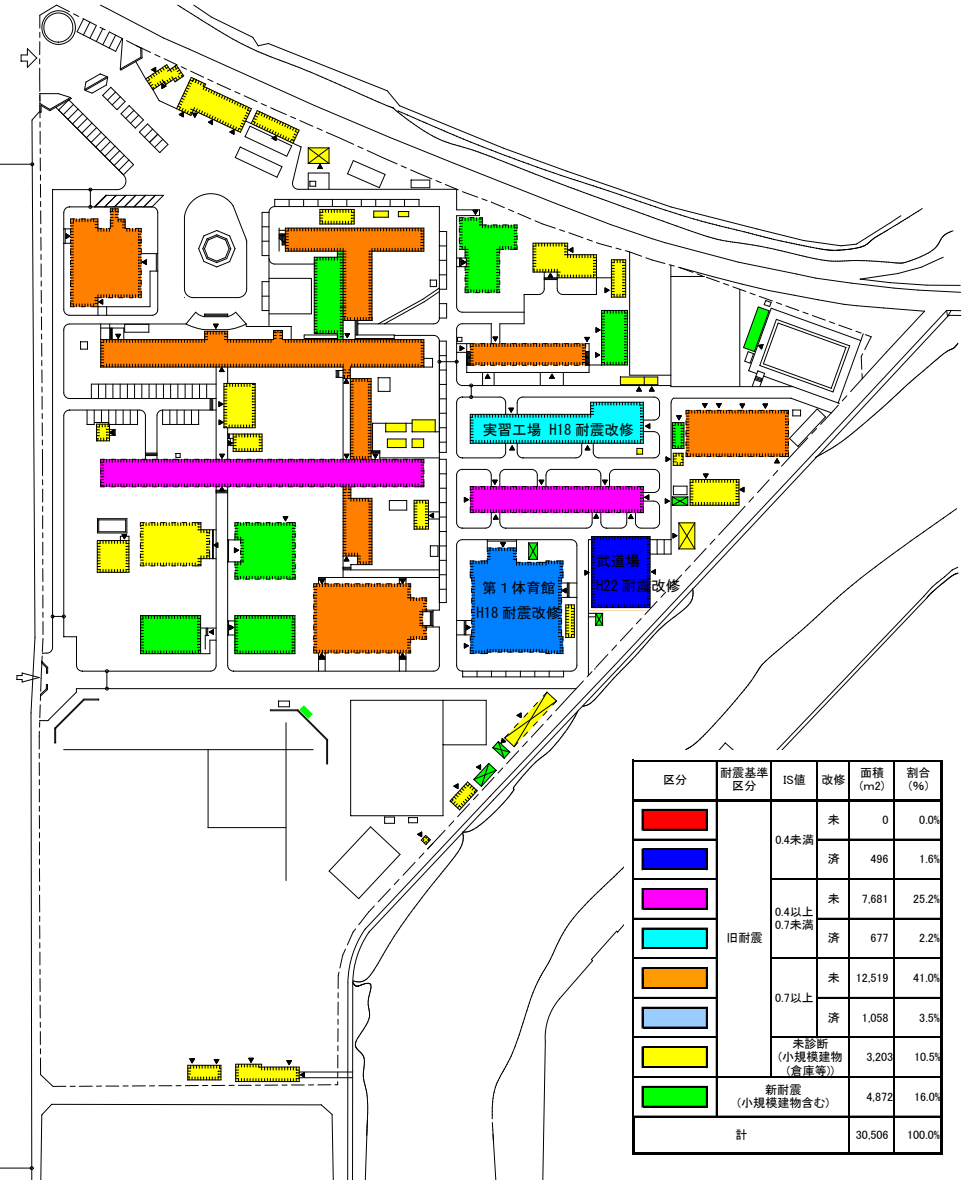 実習工場 H18 耐震改修
武道場
H22 耐震改修
第１体育館
H18 耐震改修
区分 耐震基準区分 IS値 改修 面積(m2) 割合(%)
旧耐震 0.4未満 未 0 0.0%
済 496 1.6%
0.4以上0.7未満 未 7,681 25.2%
済 677 2.2%
0.7以上 未 12,519 41.0%
済 1,058 3.5%
未診断(小規模建物(倉庫等)) 3,203 10.5%
新耐震(小規模建物含む) 4,872 16.0%
計 30,506 100.0%